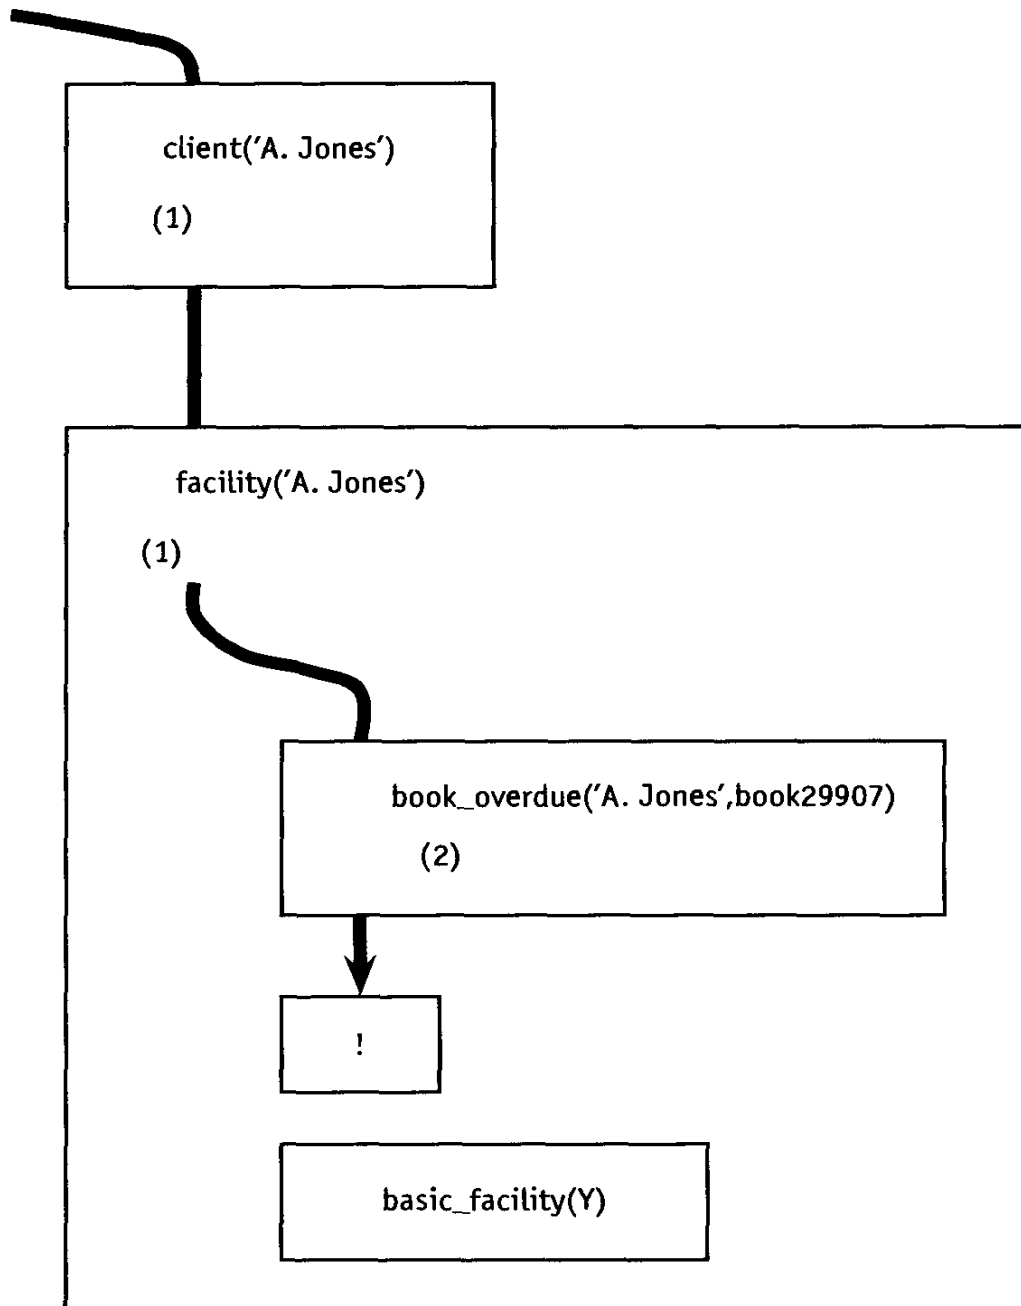 client('A. Jones')
(1)
facility('A. Jones')
(1)
book_overdue('A. Jones',book29907)
(2)
!
basic_facility(Y)